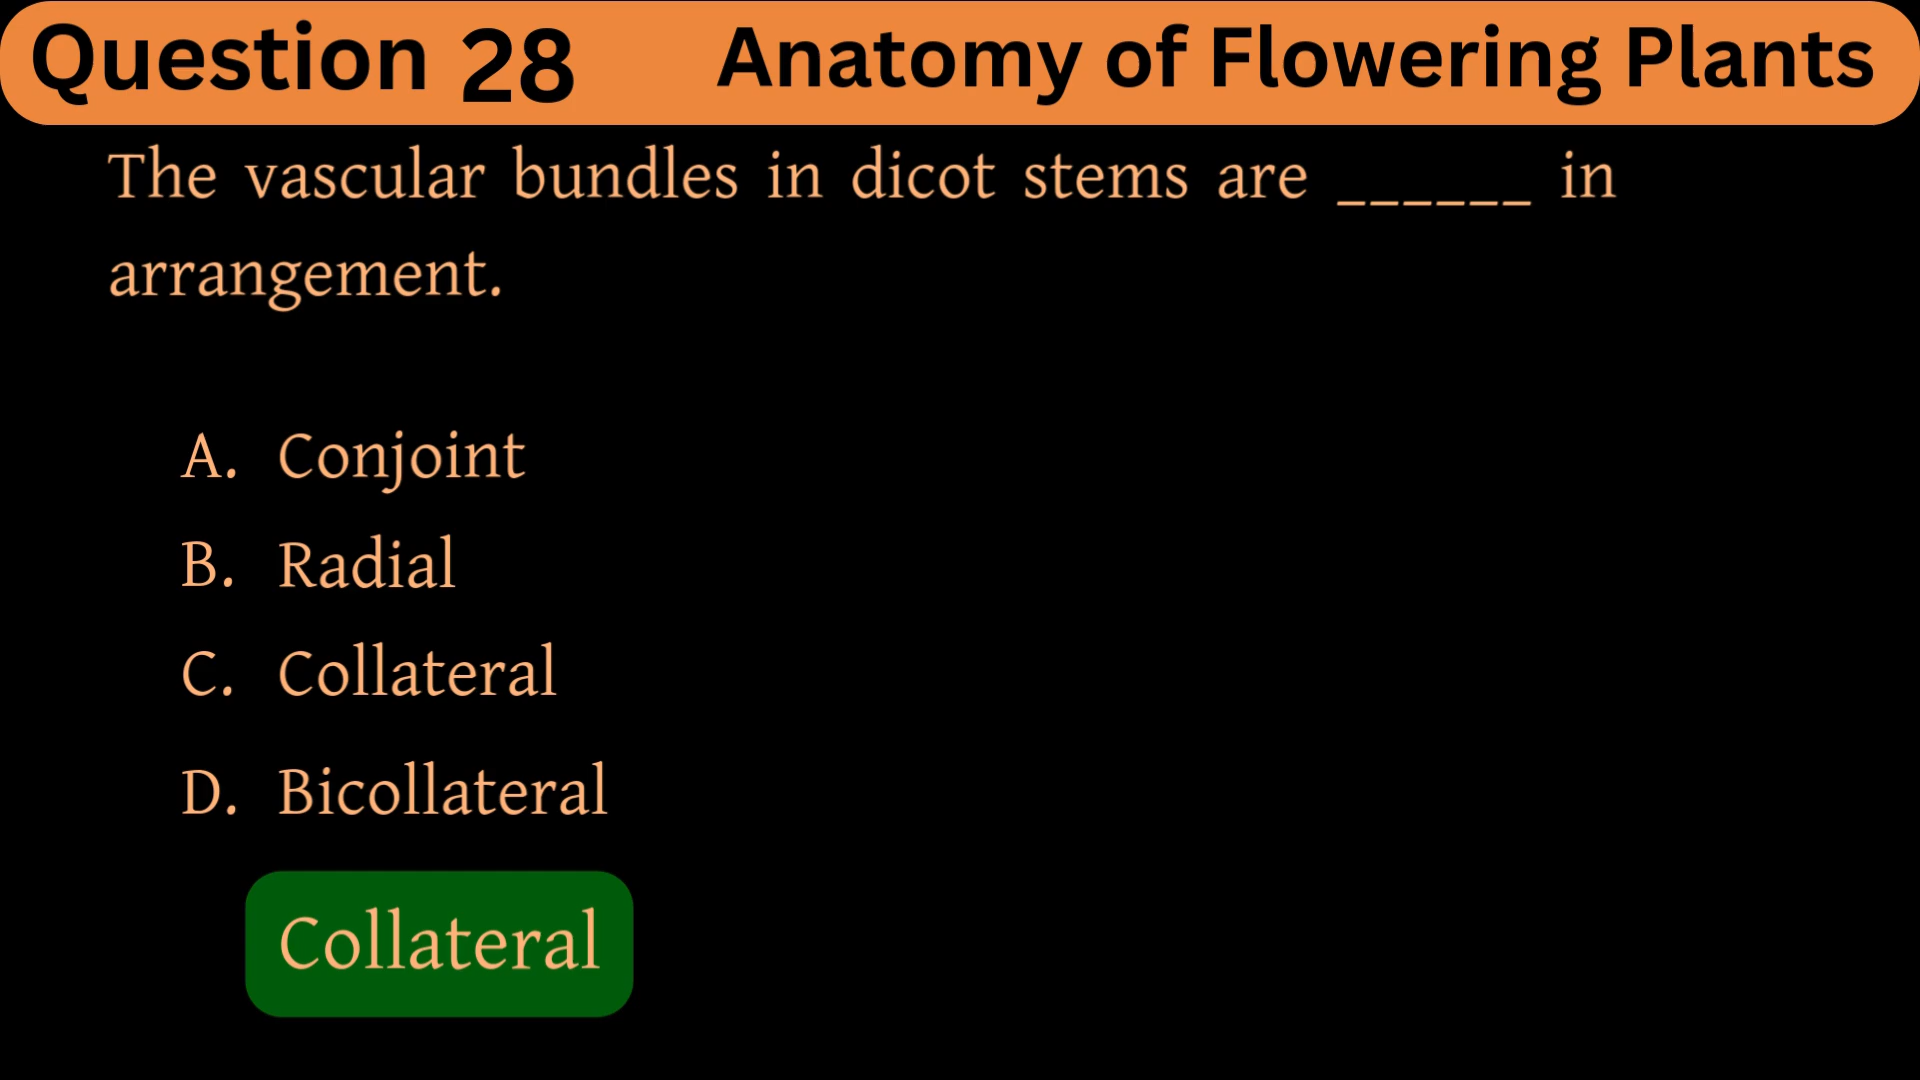 Question 28 Anatomy of Flowering Plants
The vascular bundles in dicot stems are ______ in
arrangement.
A. Conjoint
B. Radial
C. Collateral
D. Bicollateral
Collateral